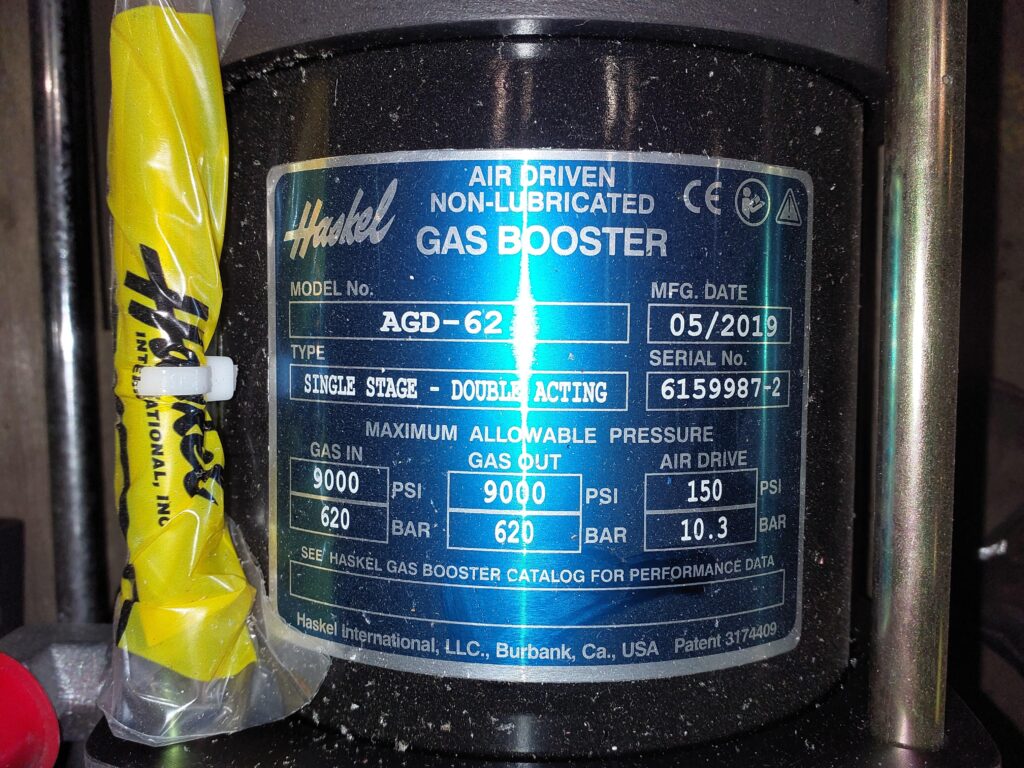 AIR DRIVEN
NON-LUBRICATED
GAS BOOSTER
Haskel
CE
MODEL No.
AGD-62
MFG. DATE
05/2019
TYPE
SINGLE STAGE - DOUBLE ACTING
SERIAL No.
6159987-2
MAXIMUM ALLOWABLE PRESSURE
GAS IN
9000 PSI
620 BAR
GAS OUT
9000 PSI
620 BAR
AIR DRIVE
150 PSI
10.3 BAR
SEE HASKEL GAS BOOSTER CATALOG FOR PERFORMANCE DATA
Haskel International, LLC., Burbank, Ca., USA Patent 3174409